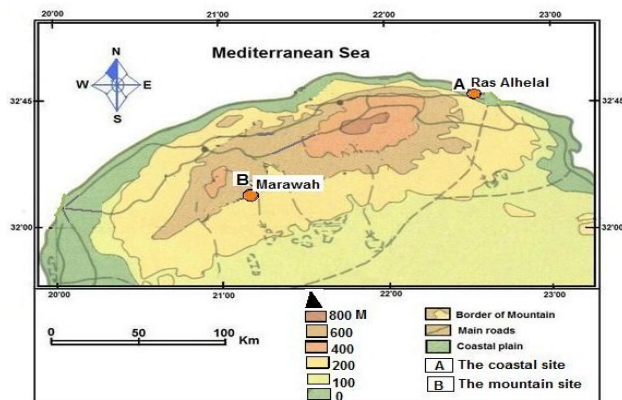 20'00 21'00 22'00 23'00
Mediterranean Sea
N
W E
S
A Ras Alhelal
32'45 32'45
B Marawah
32'00 32'00
20'00 21'00 22'00 23'00
800 M
600
400
200
100
0
0 50 100
Km
Border of Mountain
Main roads
Coastal plain
A The coastal site
B The mountain site